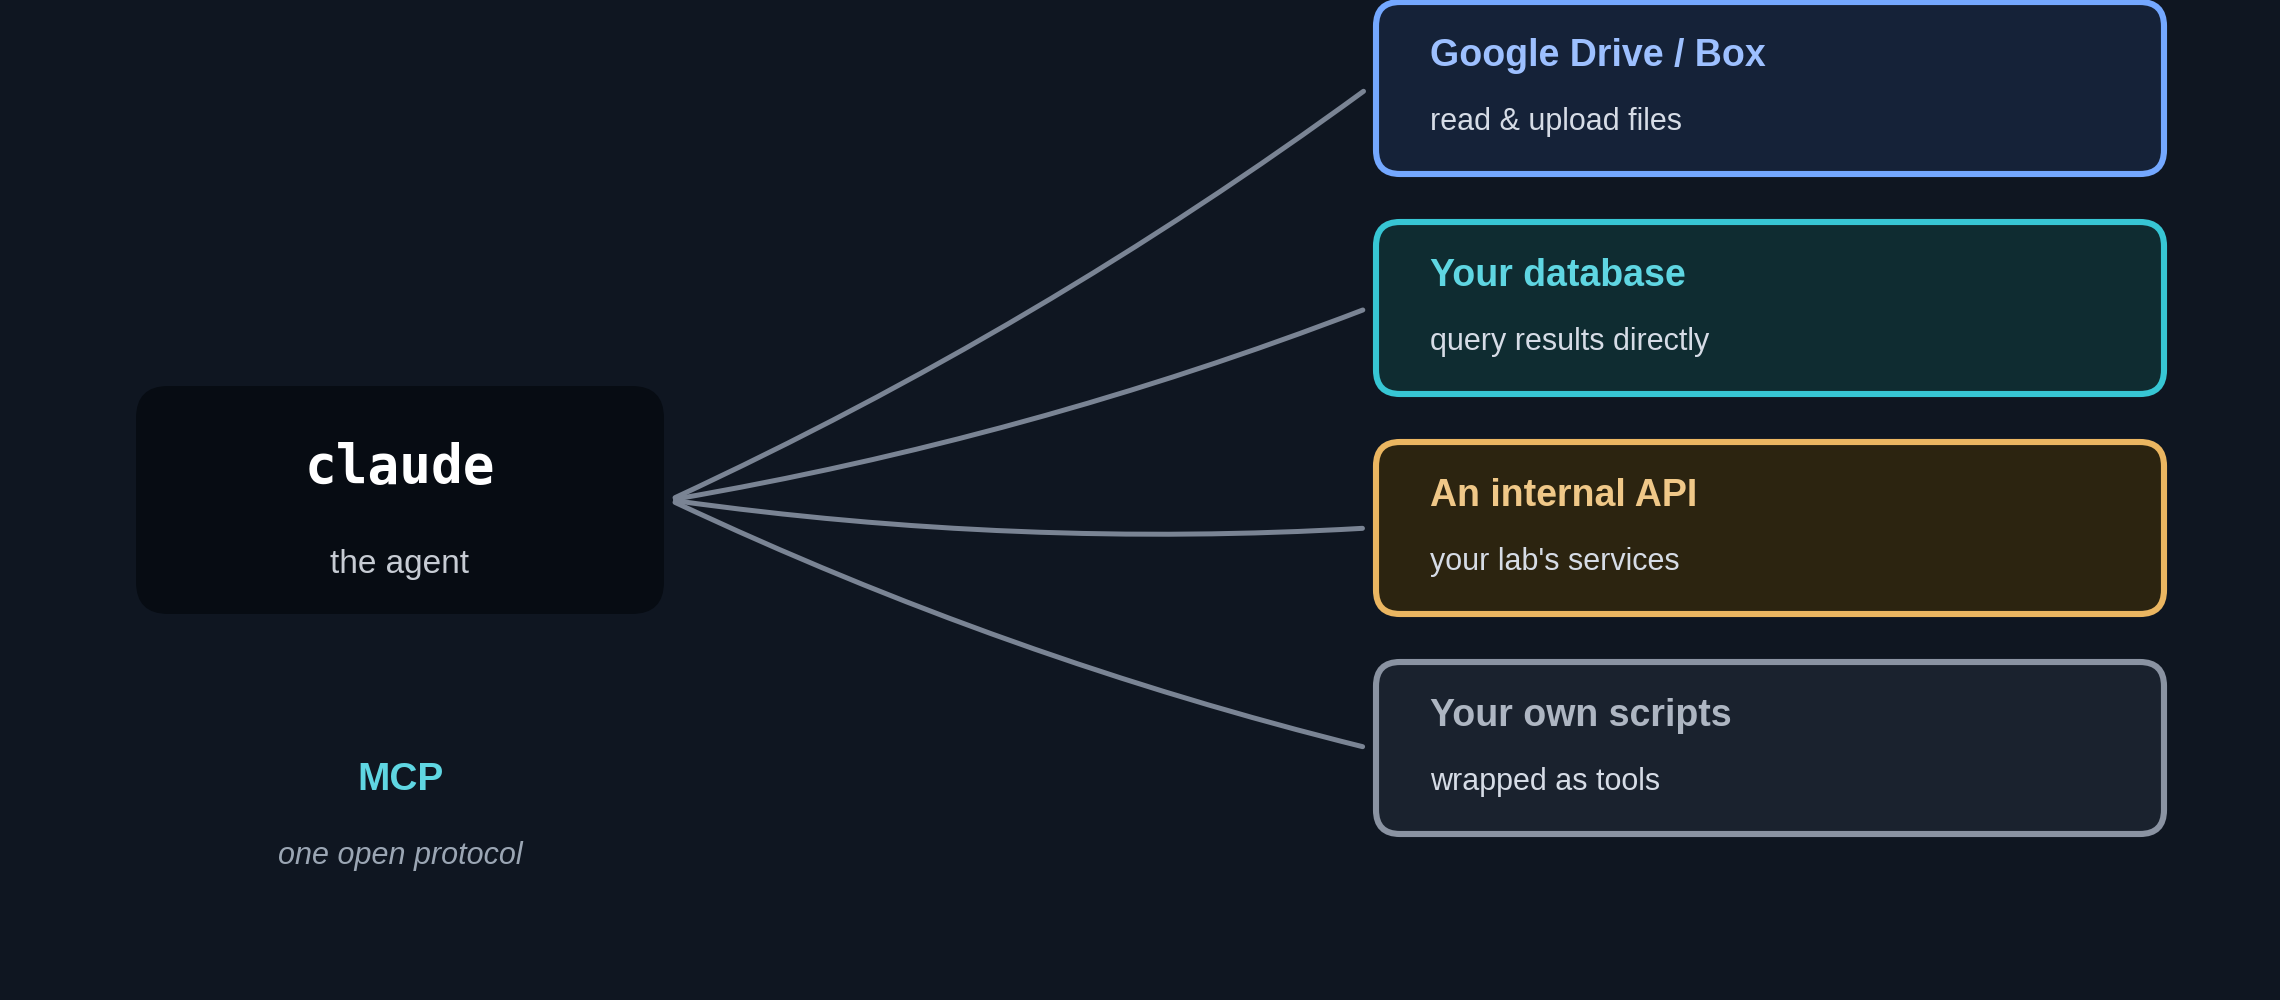 claude
the agent
MCP
one open protocol
Google Drive / Box
read & upload files
Your database
query results directly
An internal API
your lab's services
Your own scripts
wrapped as tools